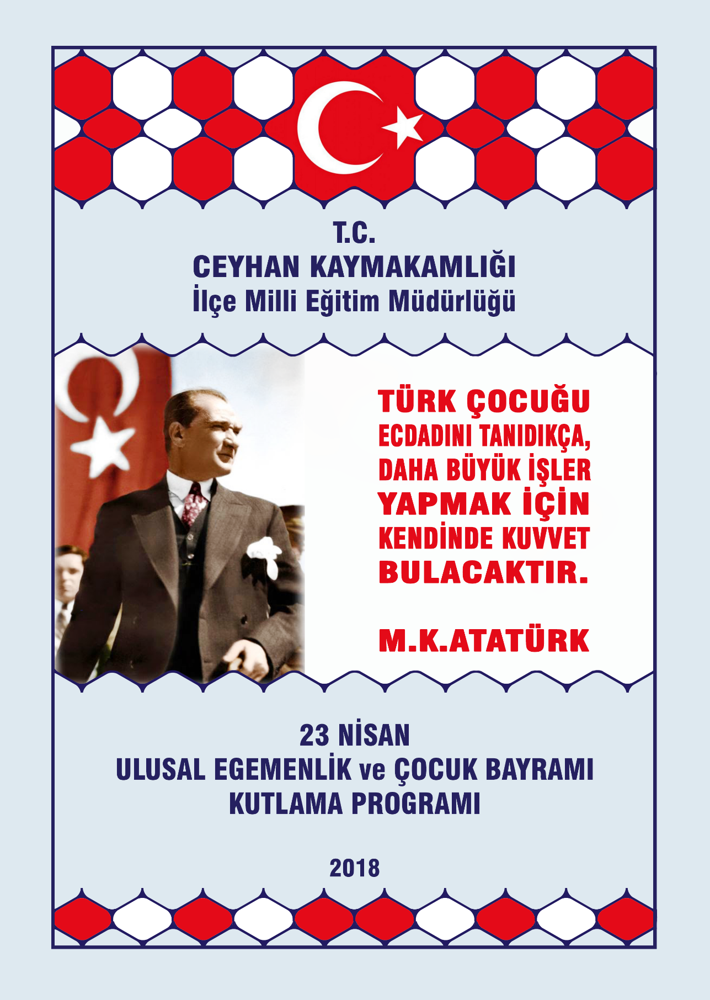 T.C.
CEYHAN KAYMAKAMLIĞI
İlçe Milli Eğitim Müdürlüğü
TÜRK ÇOCUĞU
ECDADINI TANIDIKÇA,
DAHA BÜYÜK İŞLER
YAPMAK İÇİN
KENDİNDE KUVVET
BULACAKTIR.
M.K.ATATÜRK
23 NİSAN
ULUSAL EGEMENLİK ve ÇOCUK BAYRAMI
KUTLAMA PROGRAMI
2018